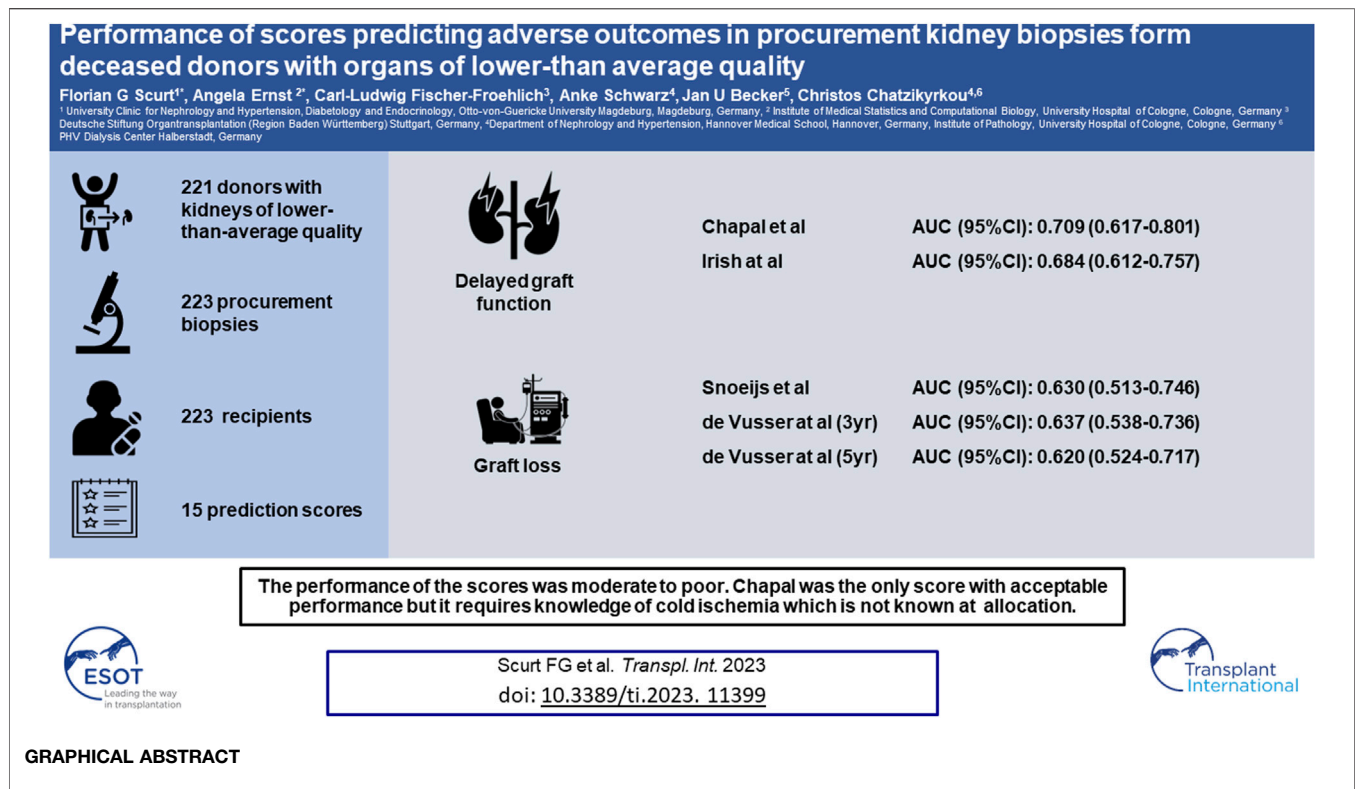 Performance of scores predicting adverse outcomes in procurement kidney biopsies form
deceased donors with organs of lower-than average quality
Florian G Scurt1*, Angela Ernst 2*, Carl-Ludwig Fischer-Froehlich3, Anke Schwarz4, Jan U Becker5, Christos Chatzikyrkou4,6
1 University Clinic for Nephrology and Hypertension, Diabetology and Endocrinology, Otto-von-Guericke University Magdeburg, Magdeburg, Germany, 2 Institute of Medical Statistics and Computational Biology, University Hospital of Cologne, Cologne, Germany 3
Deutsche Stiftung Organtransplantation (Region Baden Württemberg) Stuttgart, Germany, 4Department of Nephrology and Hypertension, Hannover Medical School, Hannover, Germany, Institute of Pathology, University Hospital of Cologne, Cologne, Germany 6
PHV Dialysis Center Halberstadt, Germany
221 donors with
kidneys of lower-
than-average quality
223 procurement
biopsies
223 recipients
15 prediction scores
Delayed graft
function
Chapal et al AUC (95%CI): 0.709 (0.617-0.801)
Irish at al AUC (95%CI): 0.684 (0.612-0.757)
Graft loss
Snoeijs et al AUC (95%CI): 0.630 (0.513-0.746)
de Vusser at al (3yr) AUC (95%CI): 0.637 (0.538-0.736)
de Vusser at al (5yr) AUC (95%CI): 0.620 (0.524-0.717)
The performance of the scores was moderate to poor. Chapal was the only score with acceptable
performance but it requires knowledge of cold ischemia which is not known at allocation.
ESOT
Leading the way
in transplantation
Scurt FG et al. Transpl. Int. 2023
doi: 10.3389/ti.2023. 11399
Transplant
International
GRAPHICAL ABSTRACT